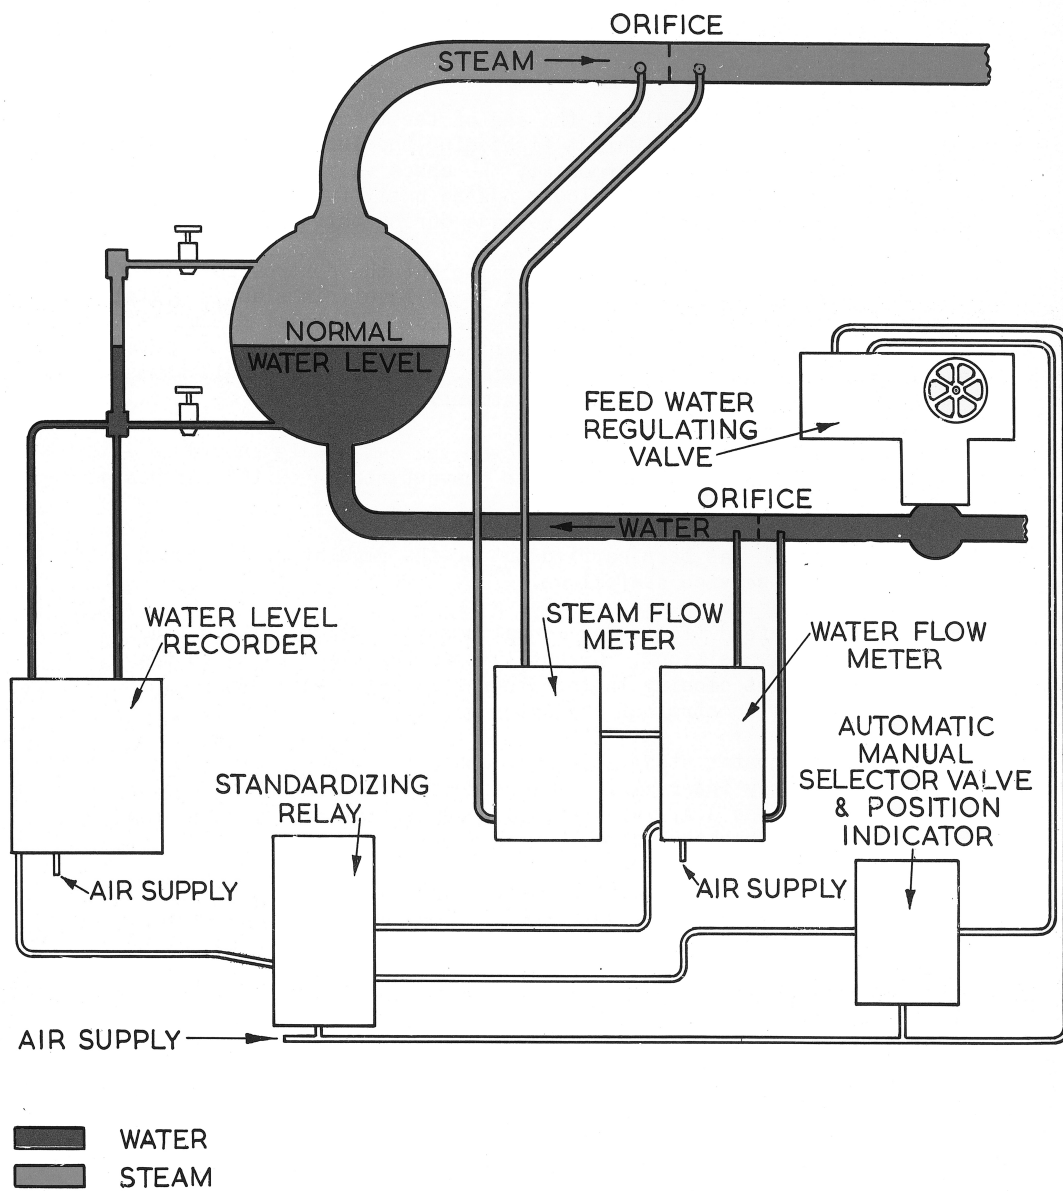 ORIFICE
STEAM
NORMAL
WATER LEVEL
FEED WATER
REGULATING
VALVE
ORIFICE
WATER
WATER LEVEL
RECORDER
STEAM FLOW
METER
WATER FLOW
METER
AUTOMATIC
MANUAL
SELECTOR VALVE
& POSITION
INDICATOR
STANDARDIZING
RELAY
AIR SUPPLY
AIR SUPPLY
AIR SUPPLY
WATER
STEAM